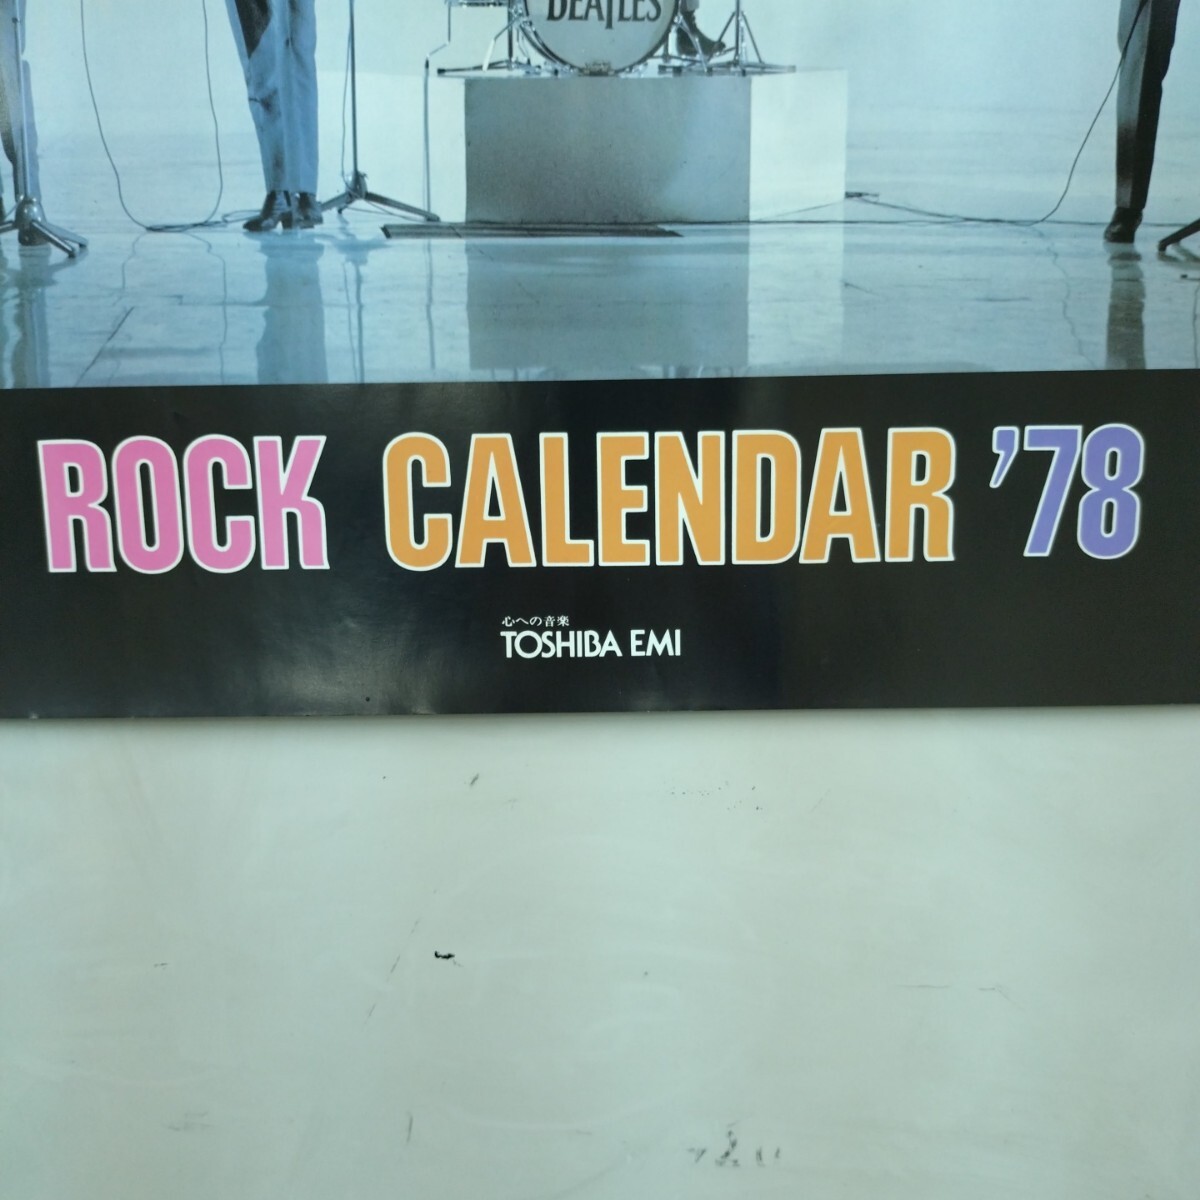 BEATLES
ROCK CALENDAR '78
心への音楽
TOSHIBA EMI